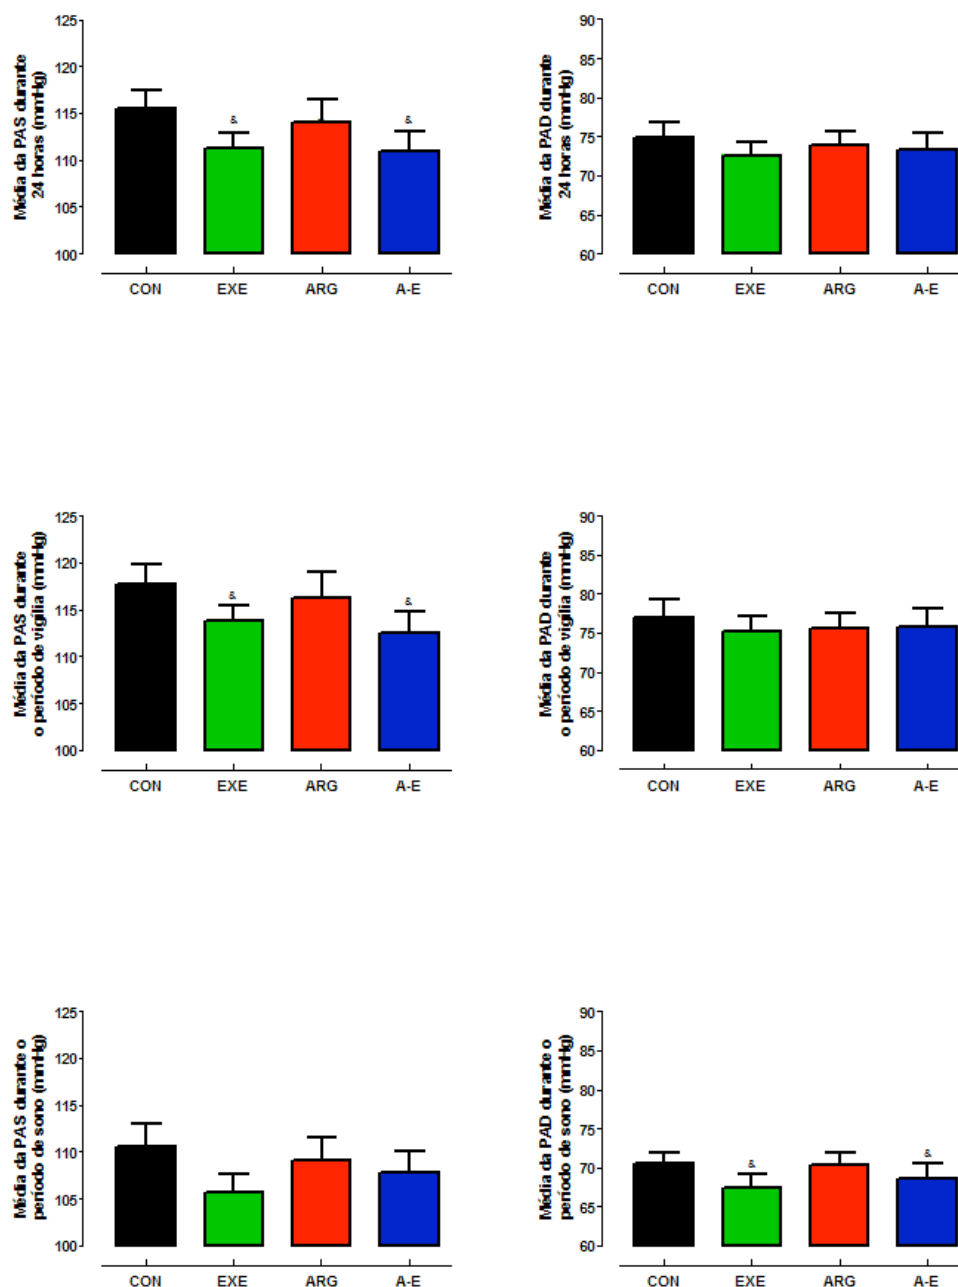 Média da PAS durante
24 horas (mmHg)
125
120
115
110
105
100
&
&
CON EXE ARG A-E
Média da PAD durante
24 horas (mmHg)
90
85
80
75
70
65
60
CON EXE ARG A-E
Média da PAS durante
o período de vigília (mmHg)
125
120
115
110
105
100
&
&
CON EXE ARG A-E
Média da PAD durante
o período de vigília (mmHg)
90
85
80
75
70
65
60
CON EXE ARG A-E
Média da PAS durante o
período de sono (mmHg)
125
120
115
110
105
100
CON EXE ARG A-E
Média da PAD durante o
período de sono (mmHg)
90
85
80
75
70
65
60
&
&
CON EXE ARG A-E